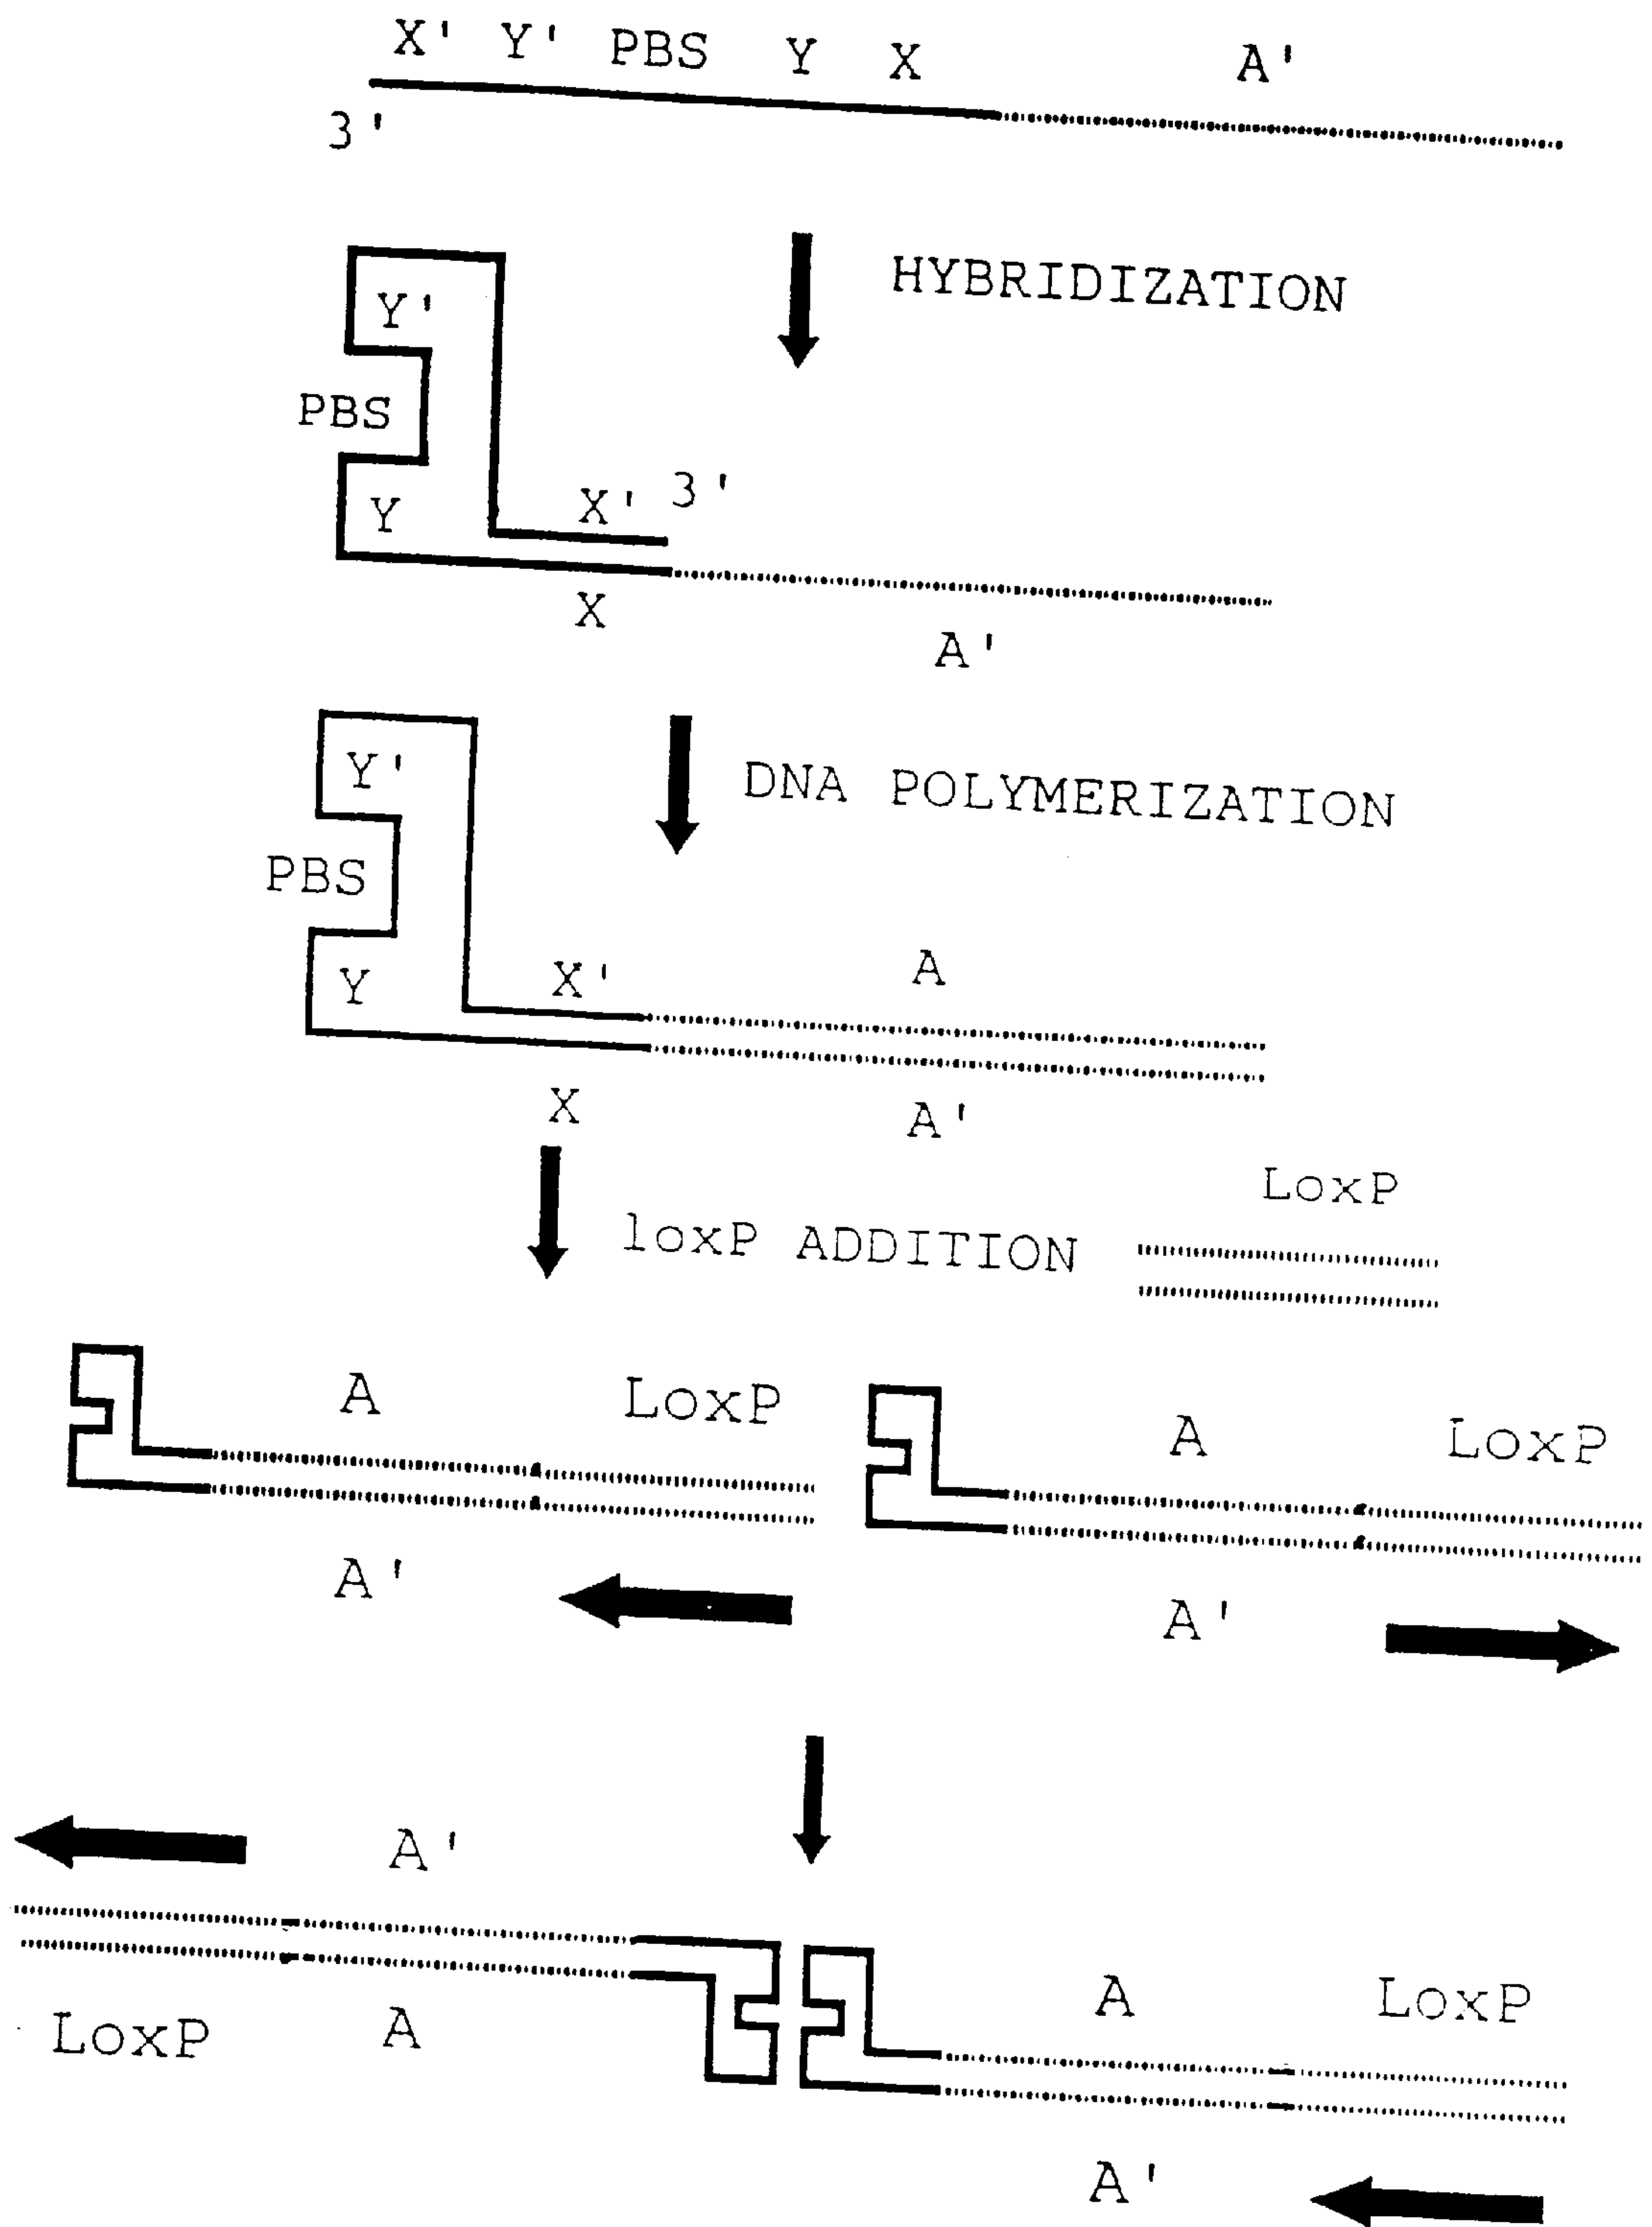 X' Y' PBS Y X A'
3'
HYBRIDIZATION
Y'
PBS
Y
X' 3'
X
A'
DNA POLYMERIZATION
Y'
PBS
Y
X' A
X A'
LoxP
loxP ADDITION
A LoxP A LoxP
A' A'
A'
LoxP A
A LoxP
A'